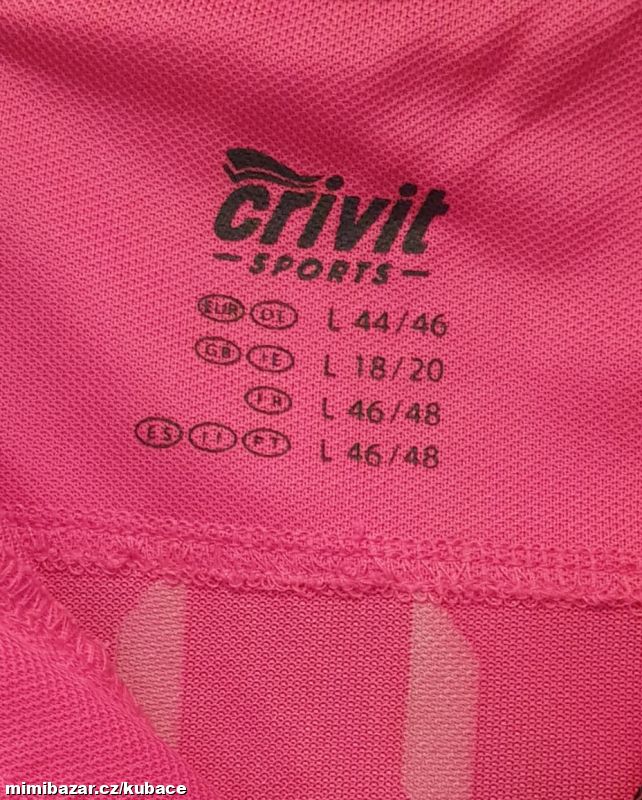 crivit
SPORTS
EUR DE L 44/46
GB IE L 18/20
FR L 46/48
ES IT PT L 46/48
mimibazar.cz/kubace